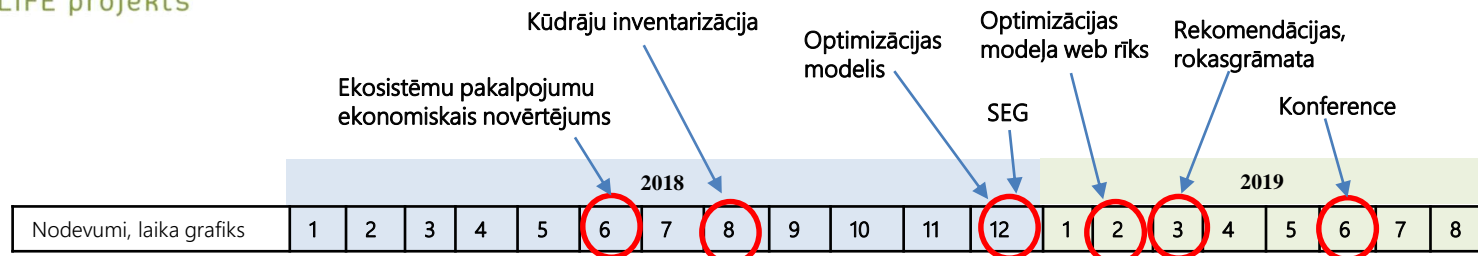 LIFE projekts
Kūdrāju inventarizācija
Ekosistēmu pakalpojumu
ekonomiskais novērtējums
Optimizācijas
modelis
SEG
Optimizācijas
modeļa web rīks
Rekomendācijas,
rokasgrāmata
Konference
2018 2019
Nodevumi, laika grafiks 1 2 3 4 5 6 7 8 9 10 11 12 1 2 3 4 5 6 7 8